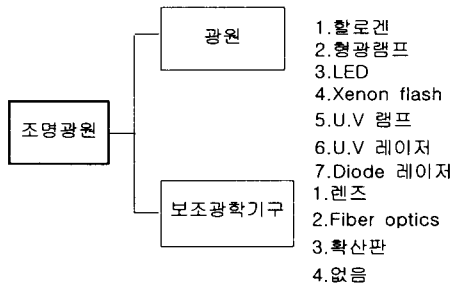 조명광원
광원
1.할로겐
2.형광램프
3.LED
4.Xenon flash
5.U.V 램프
6.U.V 레이저
7.Diode 레이저
보조광학기구
1.렌즈
2.Fiber optics
3.확산판
4.없음